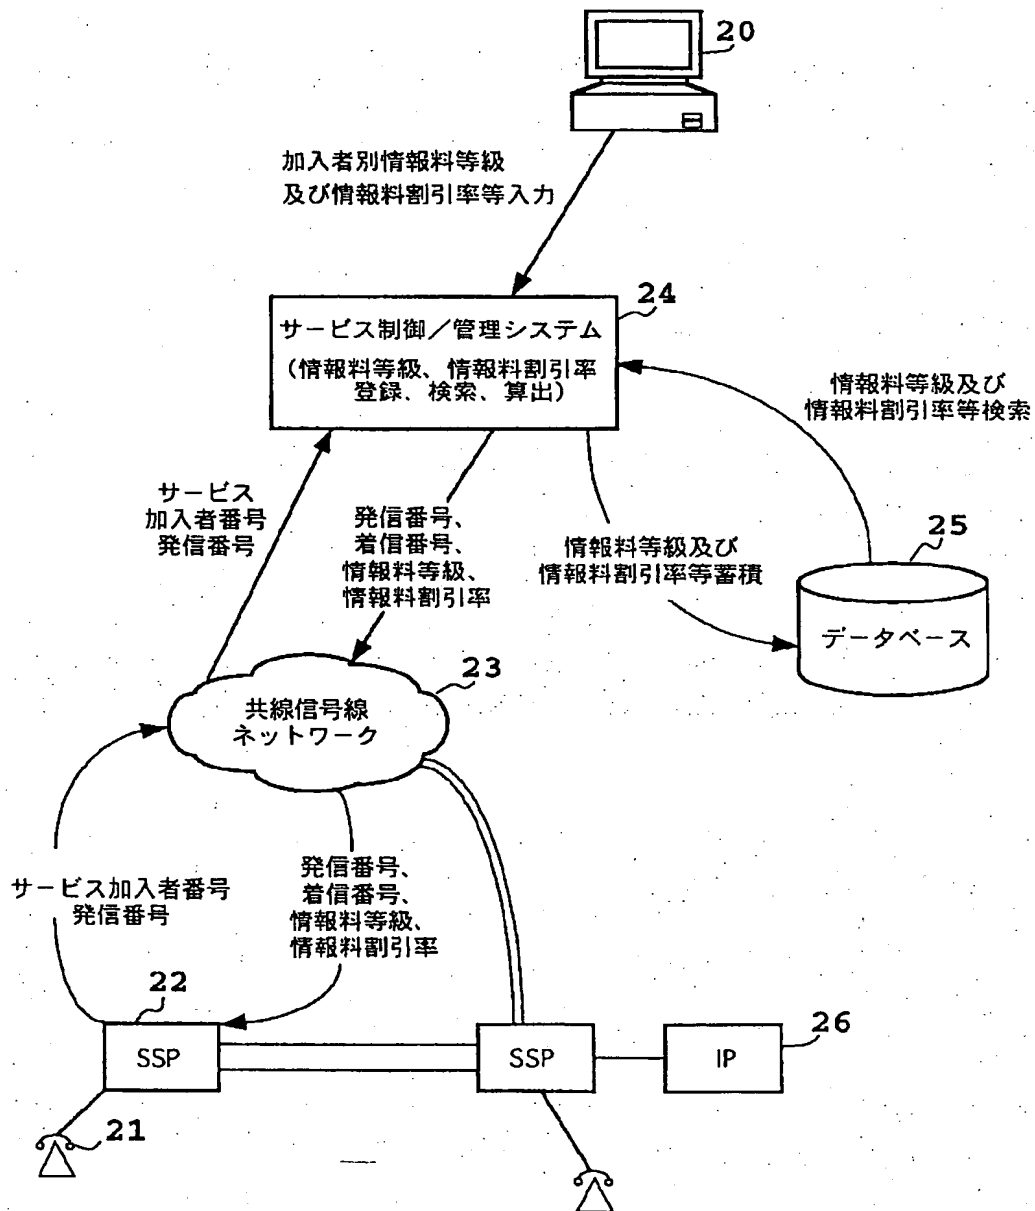 20
加入者別情報料等級
及び情報料割引率等入力
24
サービス制御／管理システム
（情報料等級、情報料割引率
登録、検索、算出）
情報料等級及び
情報料割引率等検索
サービス
加入者番号
発信番号
発信番号、
着信番号、
情報料等級、
情報料割引率
情報料等級及び
情報料割引率等蓄積
25
データベース
23
共線信号線
ネットワーク
サービス加入者番号
発信番号
発信番号、
着信番号、
情報料等級、
情報料割引率
22
SSP
SSP
26
IP
21